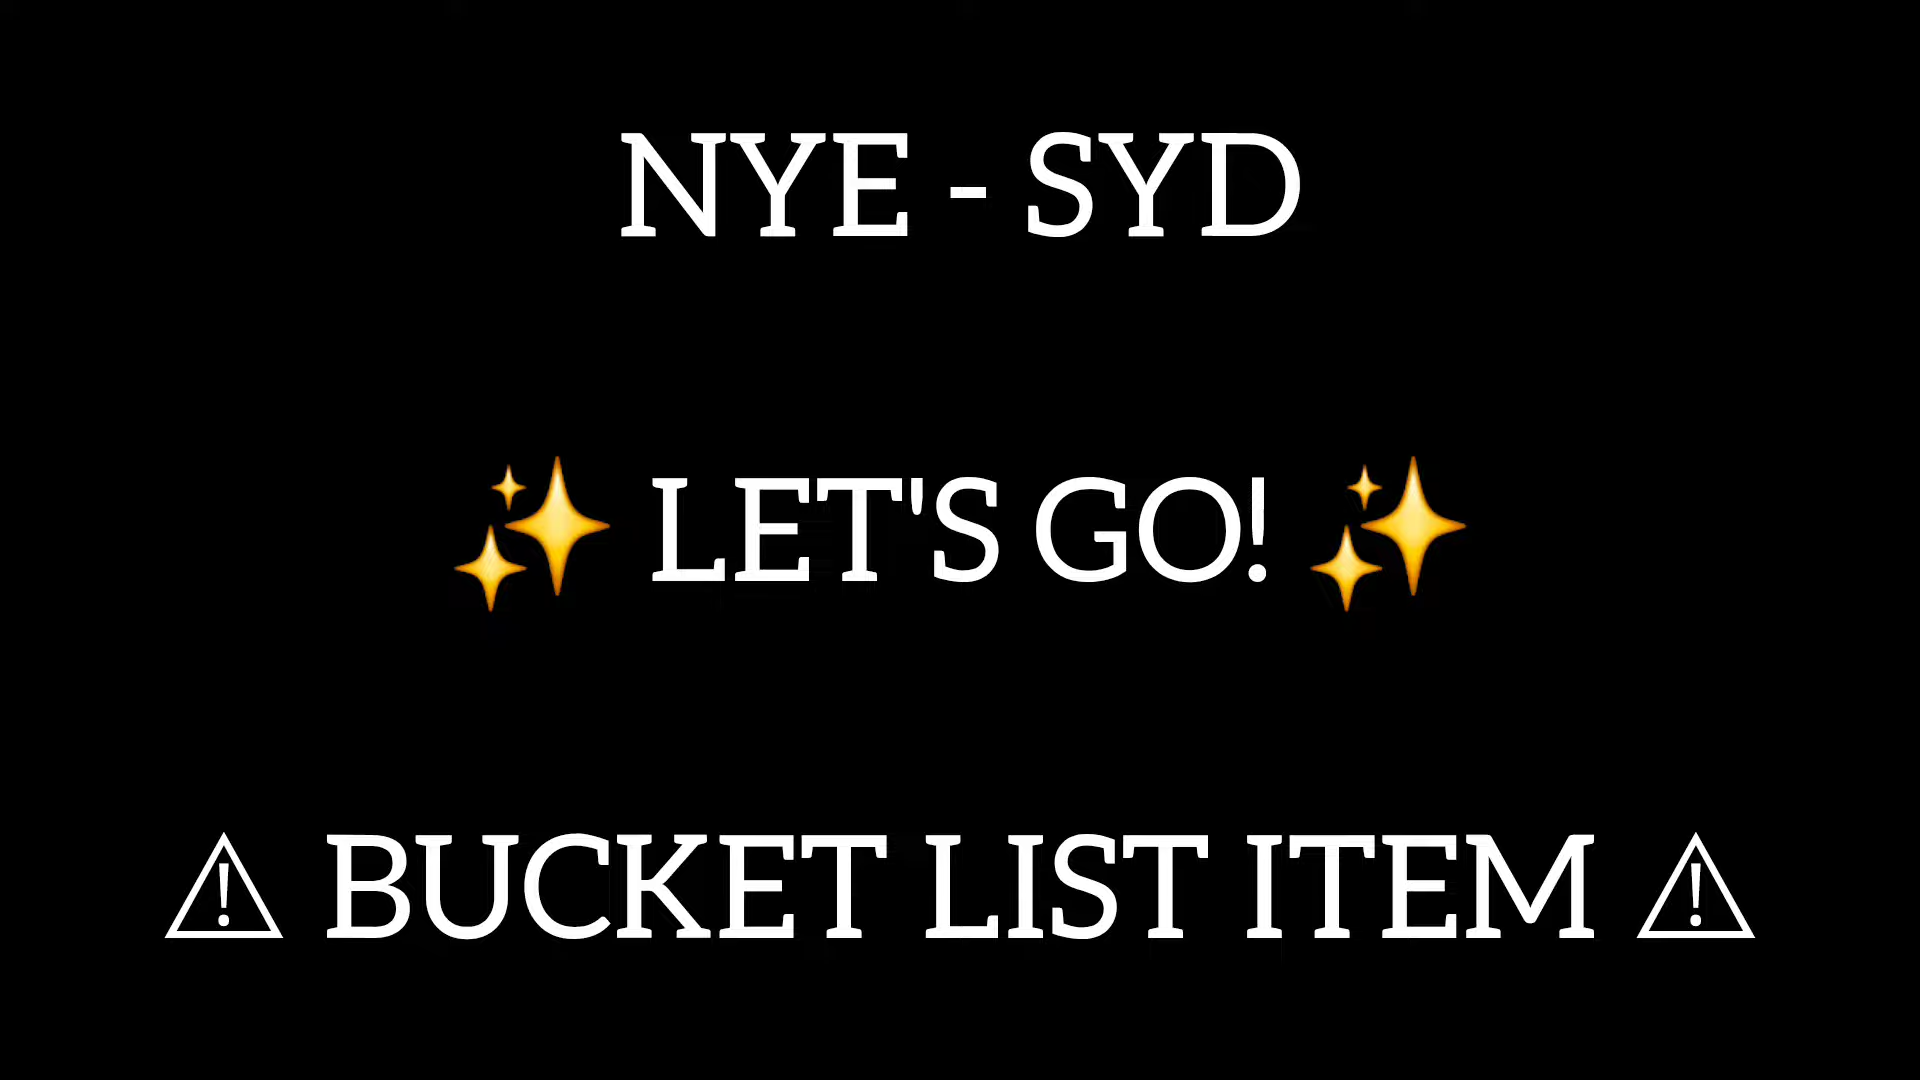 NYE - SYD
✨ LET'S GO! ✨
⚠ BUCKET LIST ITEM ⚠